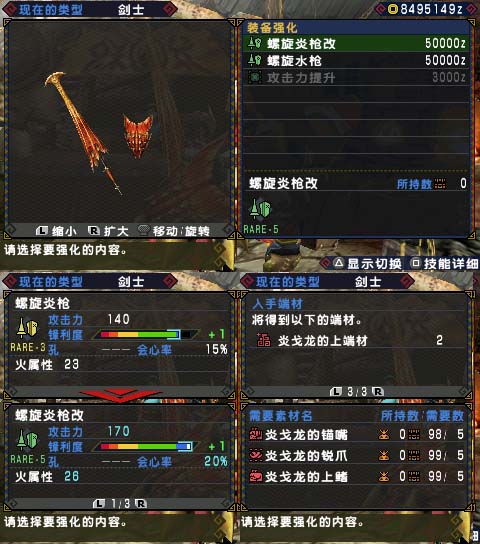 现在的类型 剑士
8495149z
装备强化
螺旋炎枪改 50000z
螺旋水枪 50000z
攻击力提升 3000z
螺旋炎枪改 所持数 0
RARE-5
L 缩小 R 扩大 移动/旋转
请选择要强化的内容。
△显示切换 □技能详细
现在的类型 剑士
螺旋炎枪
攻击力 140
锋利度 +1
RARE-3 孔 --- 会心率 15%
火属性 23
螺旋炎枪改
攻击力 170
锋利度 +1
RARE-5 孔 --- 会心率 20%
火属性 26
L 1/3 R
请选择要强化的内容。
现在的类型 剑士
入手端材
将得到以下的端材。
炎戈龙的上端材 2
L 3/3 R
需要素材名 所持数/需要数
炎戈龙的锚嘴 0 98/ 5
炎戈龙的锐爪 0 99/ 5
炎戈龙的上鳍 0 99/ 5
请选择要强化的内容。